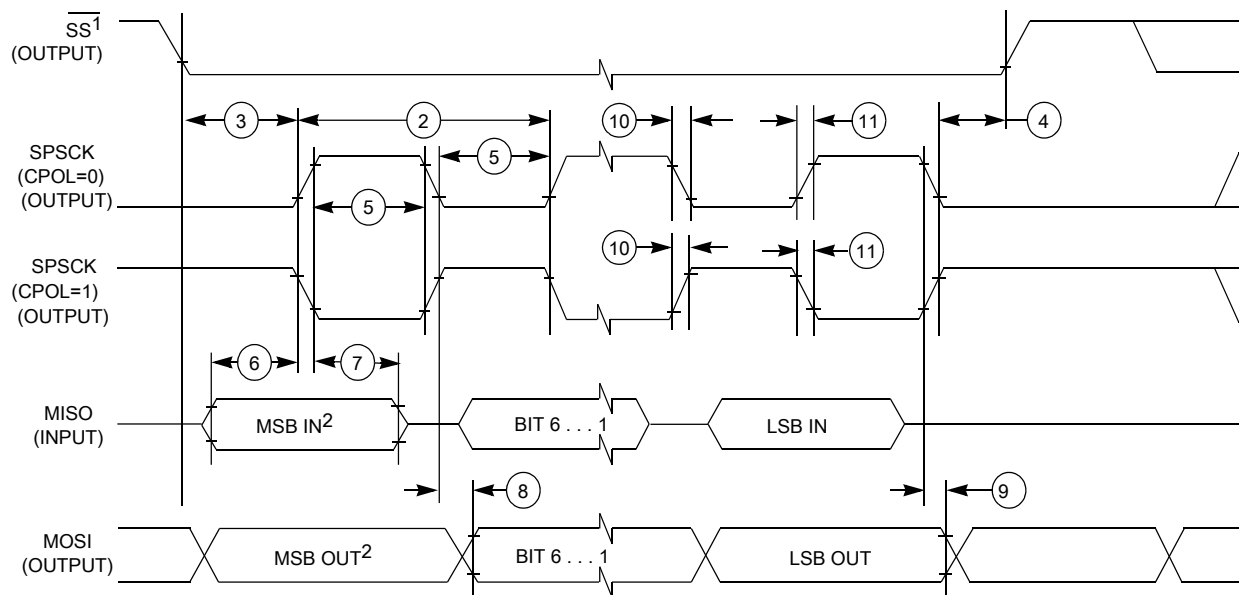 SS1
(OUTPUT)
3
2
10
11
4
SPSCK
(CPOL=0)
(OUTPUT)
5
5
SPSCK
(CPOL=1)
(OUTPUT)
10
11
6
7
MISO
(INPUT)
MSB IN2
BIT 6 . . . 1
LSB IN
8
9
MOSI
(OUTPUT)
MSB OUT2
BIT 6 . . . 1
LSB OUT